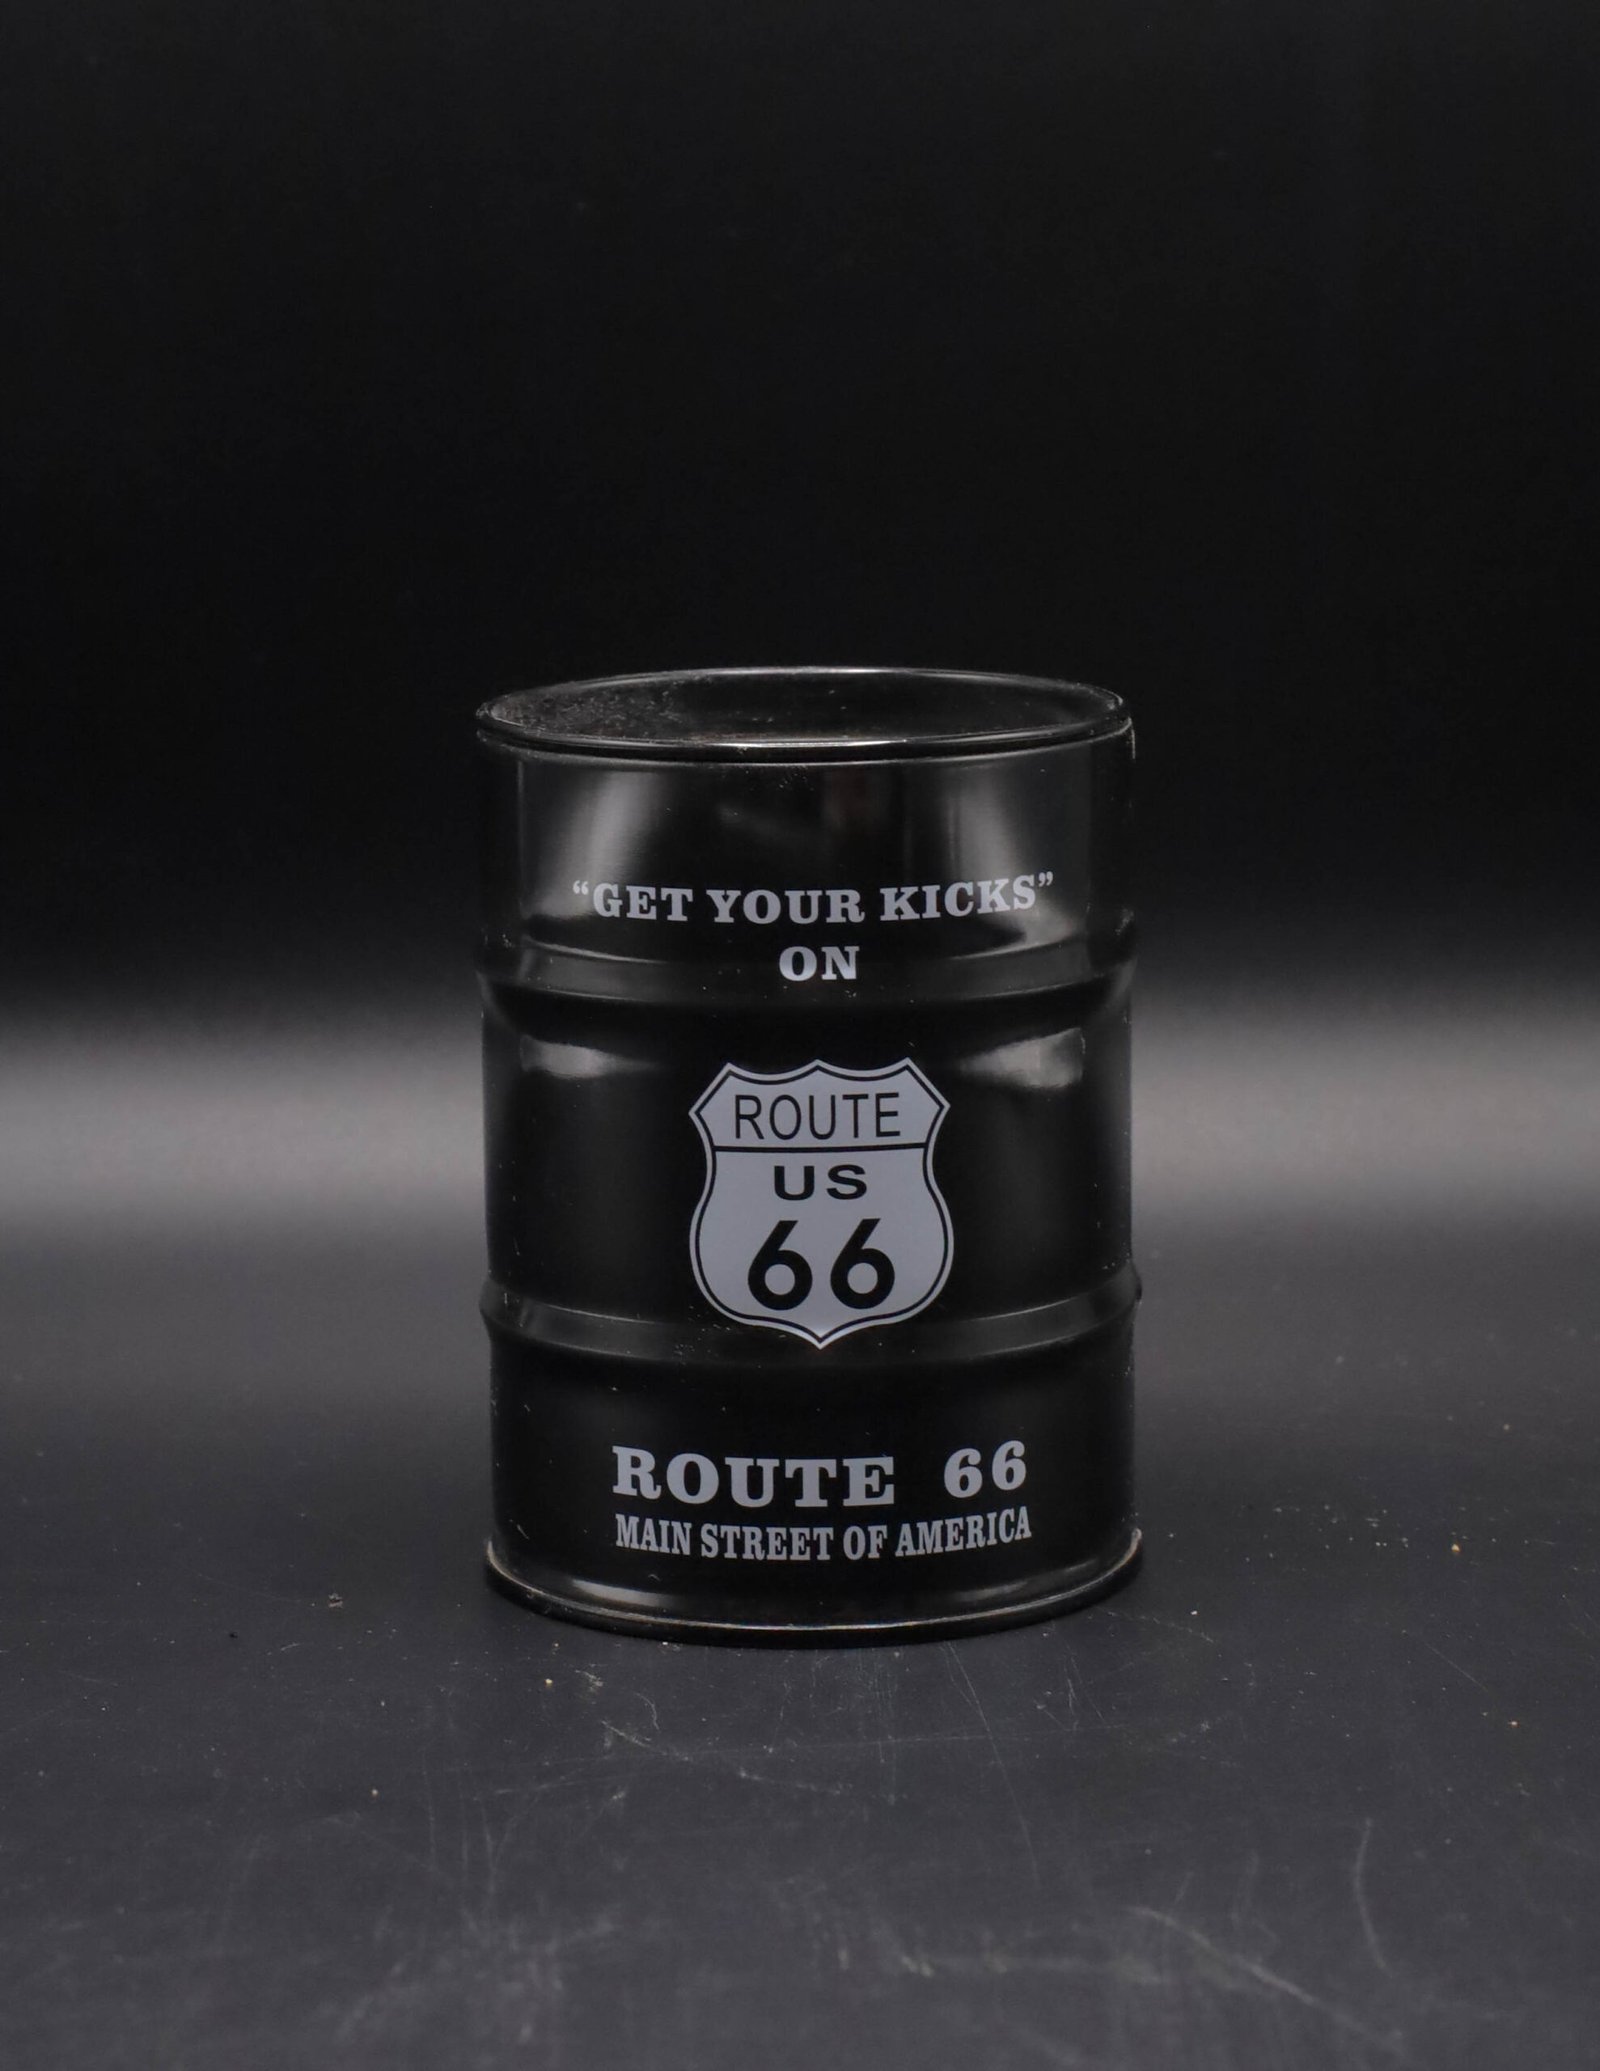 “GET YOUR KICKS”
ON
ROUTE
US
66
ROUTE 66
MAIN STREET OF AMERICA